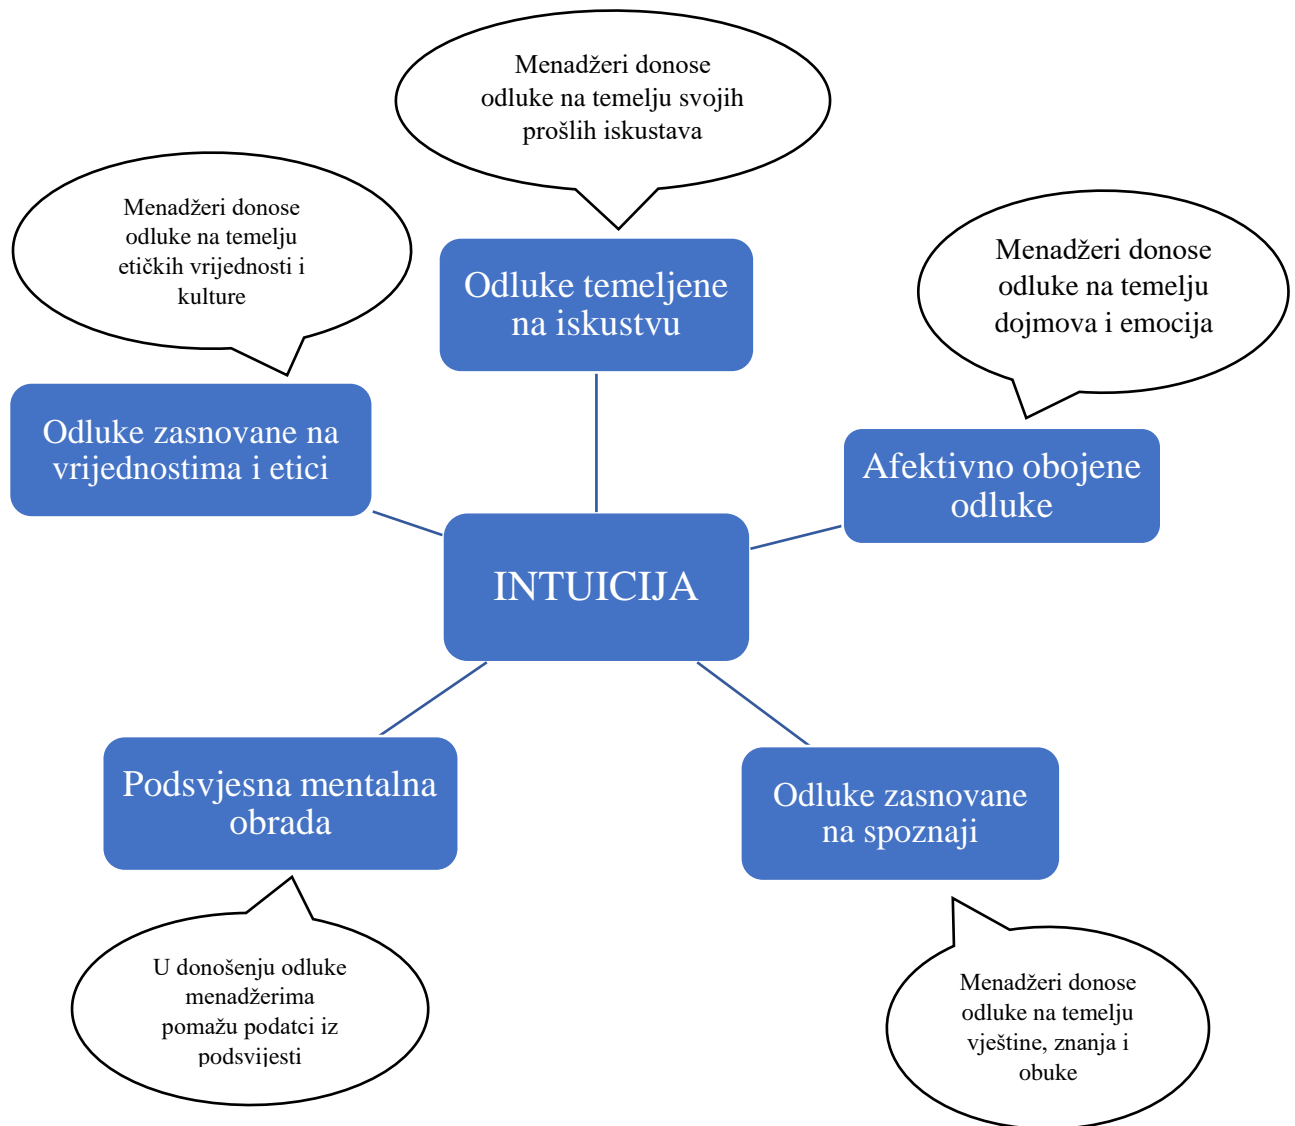 Menadžeri donose
odluke na temelju svojih
prošlih iskustava
Menadžeri donose
odluke na temelju
etičkih vrijednosti i
kulture
Menadžeri donose
odluke na temelju
dojmova i emocija
Odluke temeljene
na iskustvu
Odluke zasnovane na
vrijednostima i etici
Afektivno obojene
odluke
INTUICIJA
Podsvjesna mentalna
obrada
Odluke zasnovane
na spoznaji
U donošenju odluke
menadžerima
pomažu podatci iz
podsvijesti
Menadžeri donose
odluke na temelju
vještine, znanja i
obuke